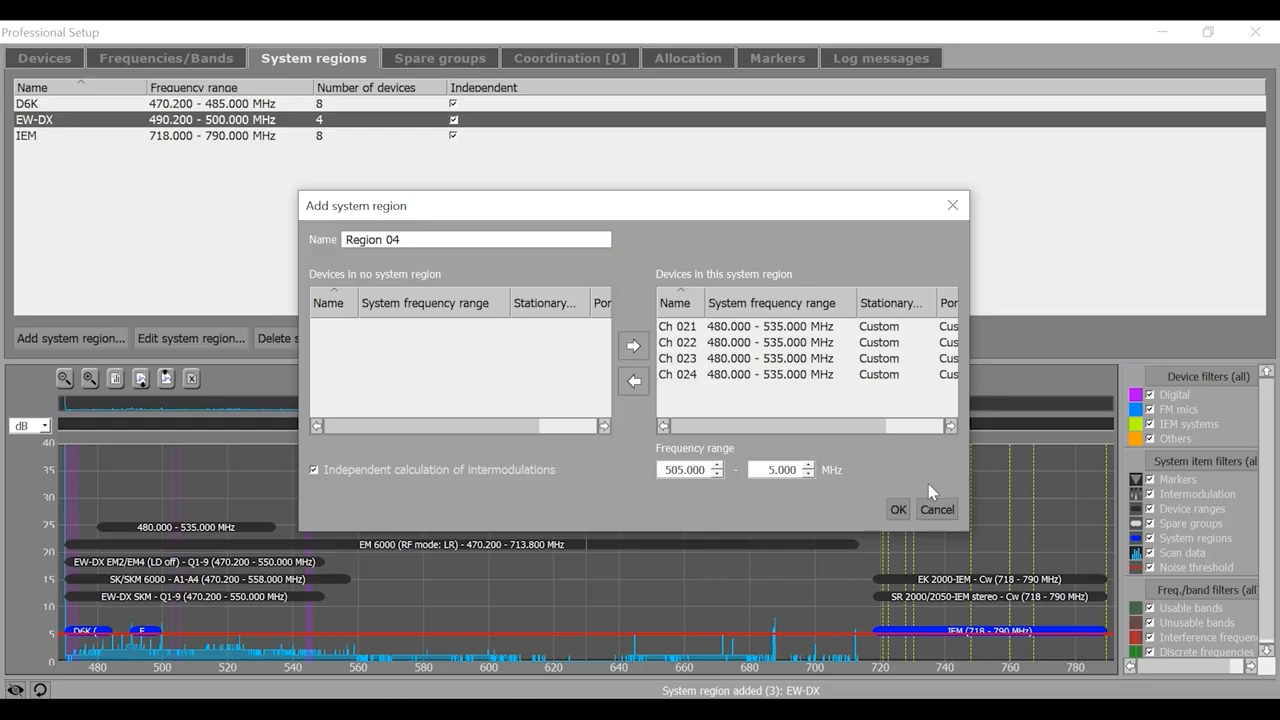 Professional Setup
Devices Frequencies/Bands System regions Spare groups Coordination [0] Allocation Markers Log messages
Name Frequency range Number of devices Independent
D6K 470.200 - 485.000 MHz 8
EW-DX 490.200 - 500.000 MHz 4
IEM 718.000 - 790.000 MHz 8
Add system region
Name Region 04
Devices in no system region Devices in this system region
Name System frequency range Stationary... Por Name System frequency range Stationary... Por
Ch 021 480.000 - 535.000 MHz Custom Cus
Ch 022 480.000 - 535.000 MHz Custom Cus
Ch 023 480.000 - 535.000 MHz Custom Cus
Ch 024 480.000 - 535.000 MHz Custom Cus
Frequency range
Independent calculation of intermodulations 505.000 - 5.000 MHz
OK Cancel
Add system region... Edit system region... Delete s
dB
40
35
30
25
20
15
10
5
0
480.000 - 535.000 MHz
EM 6000 (RF mode: LR) - 470.200 - 713.800 MHz
EW-DX EM2/EM4 (LD off) - Q1-9 (470.200 - 550.000 MHz)
SK/SKM 6000 - A1-A4 (470.200 - 558.000 MHz) EK 2000-IEM - Cw (718 - 790 MHz)
EW-DX SKM - Q1-9 (470.200 - 550.000 MHz) SR 2000/2050-IEM stereo - Cw (718 - 790 MHz)
D6K ( E IEM (718 - 790 MHz)
480 500 520 540 560 580 600 620 640 660 680 700 720 740 760 780
Device filters (all)
Digital
FM mics
IEM systems
Others
System item filters (al
Markers
Intermodulation
Device ranges
Spare groups
System regions
Scan data
Noise threshold
Freq./band filters (all
Usable bands
Unusable bands
Interference frequen
Discrete frequencies
System region added (3): EW-DX